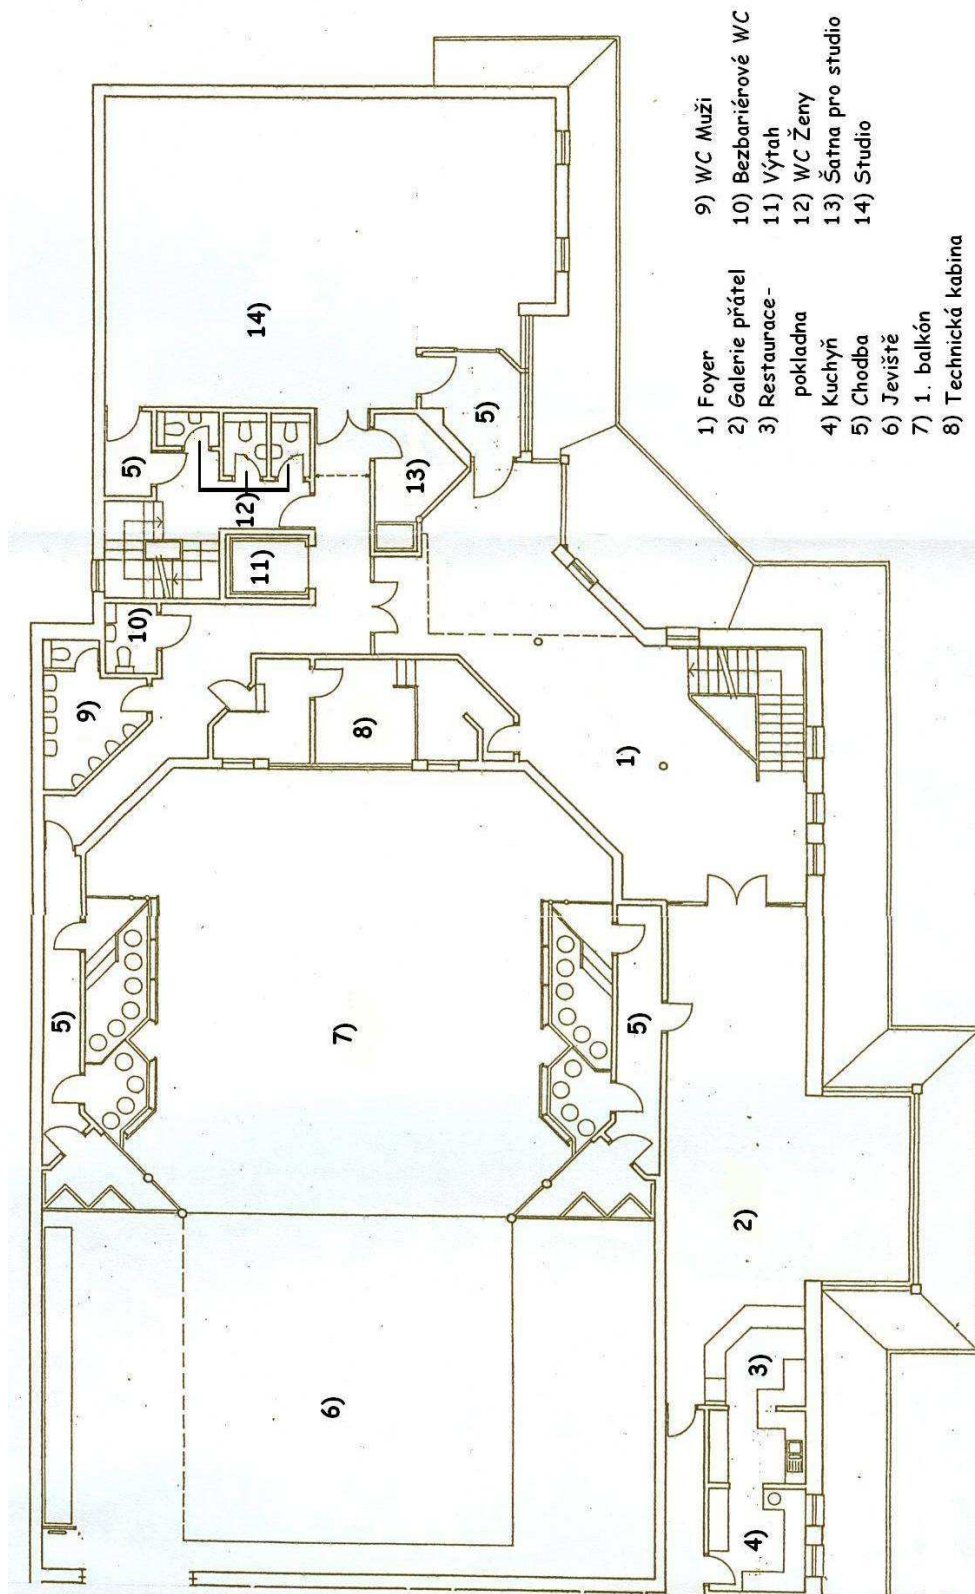 5)
9)
5)
10)
12)
11)
14)
6)
7)
8)
13)
5)
1)
5)
2)
4)
3)
1) Foyer
2) Galerie přátel
3) Restaurace-
pokladna
4) Kuchyň
5) Chodba
6) Jeviště
7) 1. balkón
8) Technická kabina
9) WC Muži
10) Bezbariérové WC
11) Výtah
12) WC Ženy
13) Šatna pro studio
14) Studio